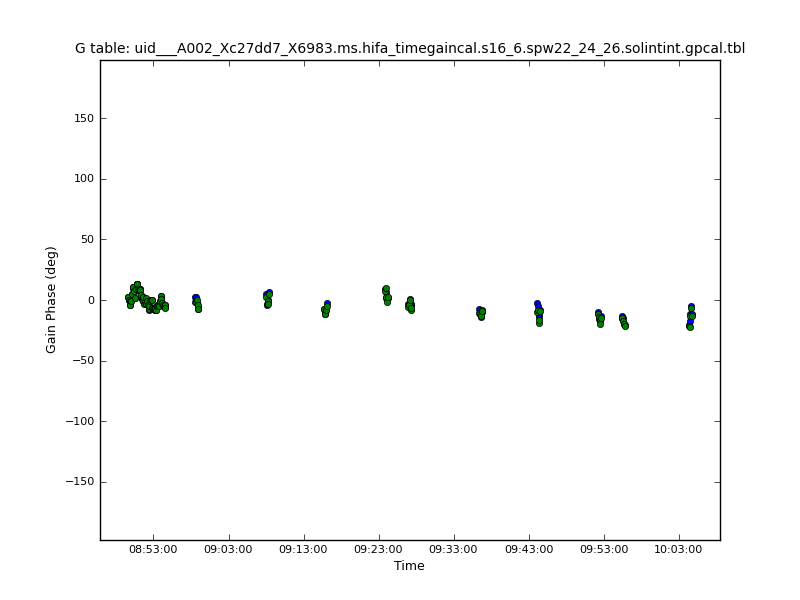 G table: uid___A002_Xc27dd7_X6983.ms.hifa_timegaincal.s16_6.spw22_24_26.solintint.gpcal.tbl
150
100
50
0
−50
−100
−150
Gain Phase (deg)
08:53:00 09:03:00 09:13:00 09:23:00 09:33:00 09:43:00 09:53:00 10:03:00
Time